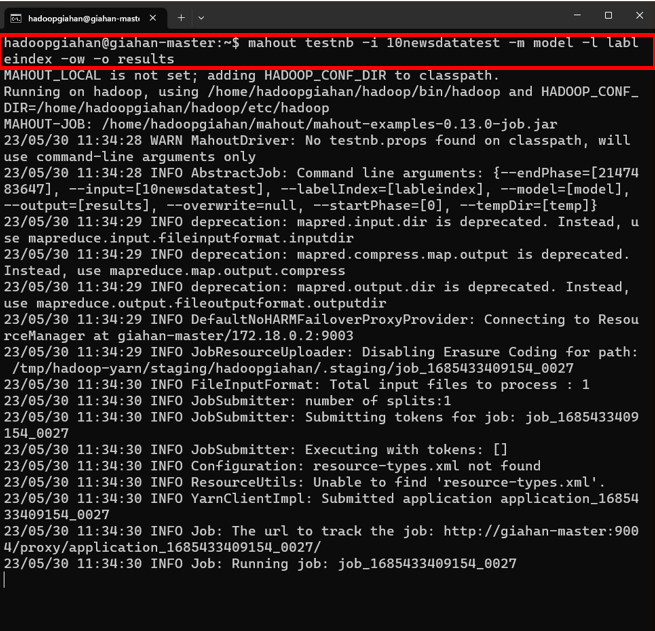 hadoopgiahan@giahan-mast
hadoopgiahan@giahan-master:~$ mahout testnb -i 10newsdatatest -m model -l labl
eindex -ow -o results
MAHOUT_LOCAL is not set; adding HADOOP_CONF_DIR to classpath.
Running on hadoop, using /home/hadoopgiahan/hadoop/bin/hadoop and HADOOP_CONF_
DIR=/home/hadoopgiahan/hadoop/etc/hadoop
MAHOUT-JOB: /home/hadoopgiahan/mahout/mahout-examples-0.13.0-job.jar
23/05/30 11:34:28 WARN MahoutDriver: No testnb.props found on classpath, will
use command-line arguments only
23/05/30 11:34:28 INFO AbstractJob: Command line arguments: {--endPhase=[21474
83647], --input=[10newsdatatest], --labelIndex=[lableindex], --model=[model],
--output=[results], --overwrite=null, --startPhase=[0], --tempDir=[temp]}
23/05/30 11:34:29 INFO deprecation: mapred.input.dir is deprecated. Instead, u
se mapreduce.input.fileinputformat.inputdir
23/05/30 11:34:29 INFO deprecation: mapred.compress.map.output is deprecated.
Instead, use mapreduce.map.output.compress
23/05/30 11:34:29 INFO deprecation: mapred.output.dir is deprecated. Instead,
use mapreduce.output.fileoutputformat.outputdir
23/05/30 11:34:29 INFO DefaultNoHARMFailoverProxyProvider: Connecting to Resou
rceManager at giahan-master/172.18.0.2:9003
23/05/30 11:34:29 INFO JobResourceUploader: Disabling Erasure Coding for path:
/tmp/hadoop-yarn/staging/hadoopgiahan/.staging/job_1685433409154_0027
23/05/30 11:34:30 INFO FileInputFormat: Total input files to process : 1
23/05/30 11:34:30 INFO JobSubmitter: number of splits:1
23/05/30 11:34:30 INFO JobSubmitter: Submitting tokens for job: job_1685433409
154_0027
23/05/30 11:34:30 INFO JobSubmitter: Executing with tokens: []
23/05/30 11:34:30 INFO Configuration: resource-types.xml not found
23/05/30 11:34:30 INFO ResourceUtils: Unable to find 'resource-types.xml'.
23/05/30 11:34:30 INFO YarnClientImpl: Submitted application application_16854
33409154_0027
23/05/30 11:34:30 INFO Job: The url to track the job: http://giahan-master:900
4/proxy/application_1685433409154_0027/
23/05/30 11:34:30 INFO Job: Running job: job_1685433409154_0027